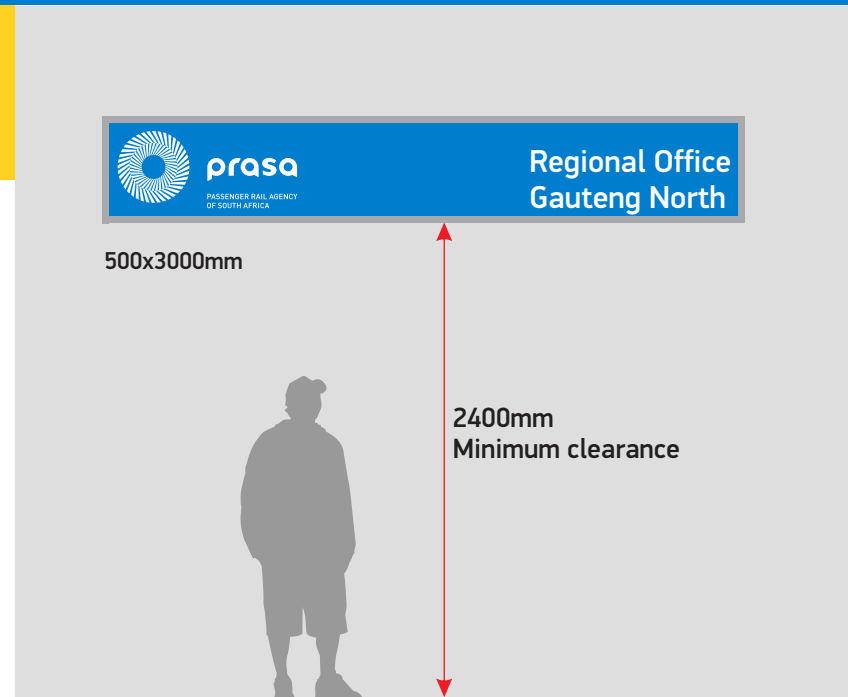 prasa
PASSENGER RAIL AGENCY
OF SOUTH AFRICA
Regional Office
Gauteng North
500x3000mm
2400mm
Minimum clearance